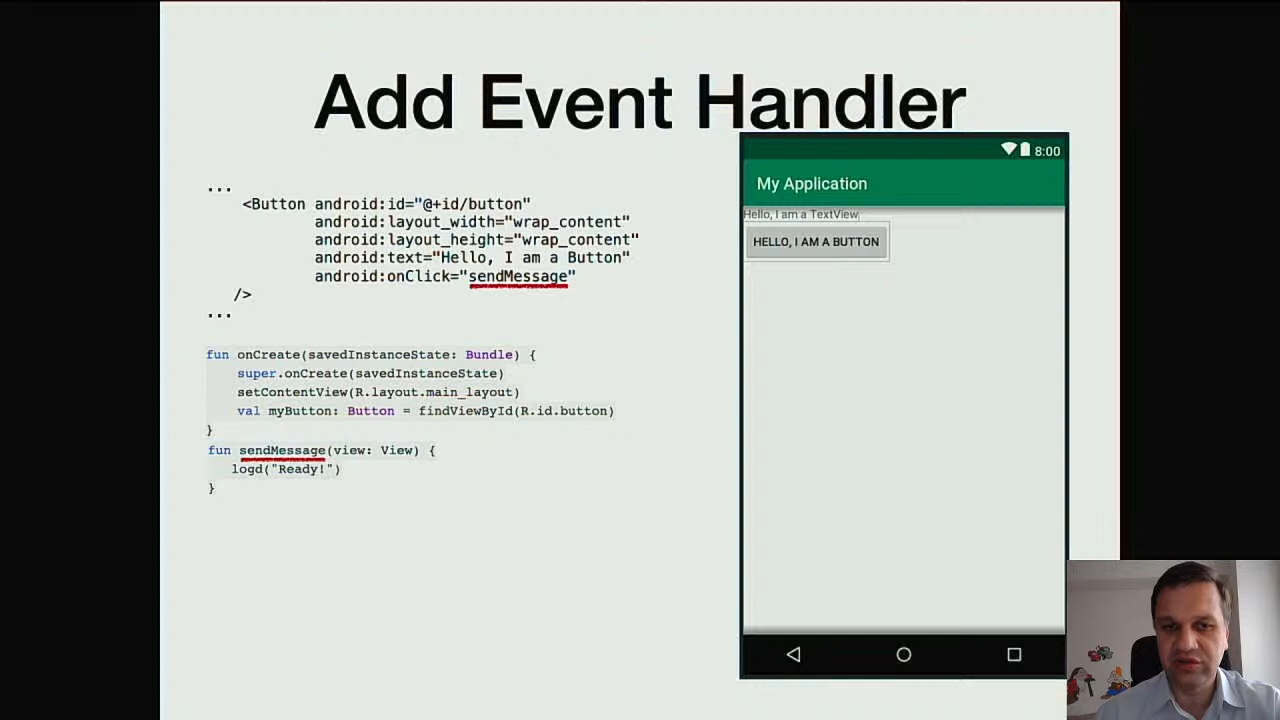 Add Event Handler
...
<Button android:id="@+id/button"
android:layout_width="wrap_content"
android:layout_height="wrap_content"
android:text="Hello, I am a Button"
android:onClick="sendMessage"
/>
...
fun onCreate(savedInstanceState: Bundle) {
super.onCreate(savedInstanceState)
setContentView(R.layout.main_layout)
val myButton: Button = findViewById(R.id.button)
}
fun sendMessage(view: View) {
logd("Ready!")
}
8:00
My Application
Hello, I am a TextView
HELLO, I AM A BUTTON